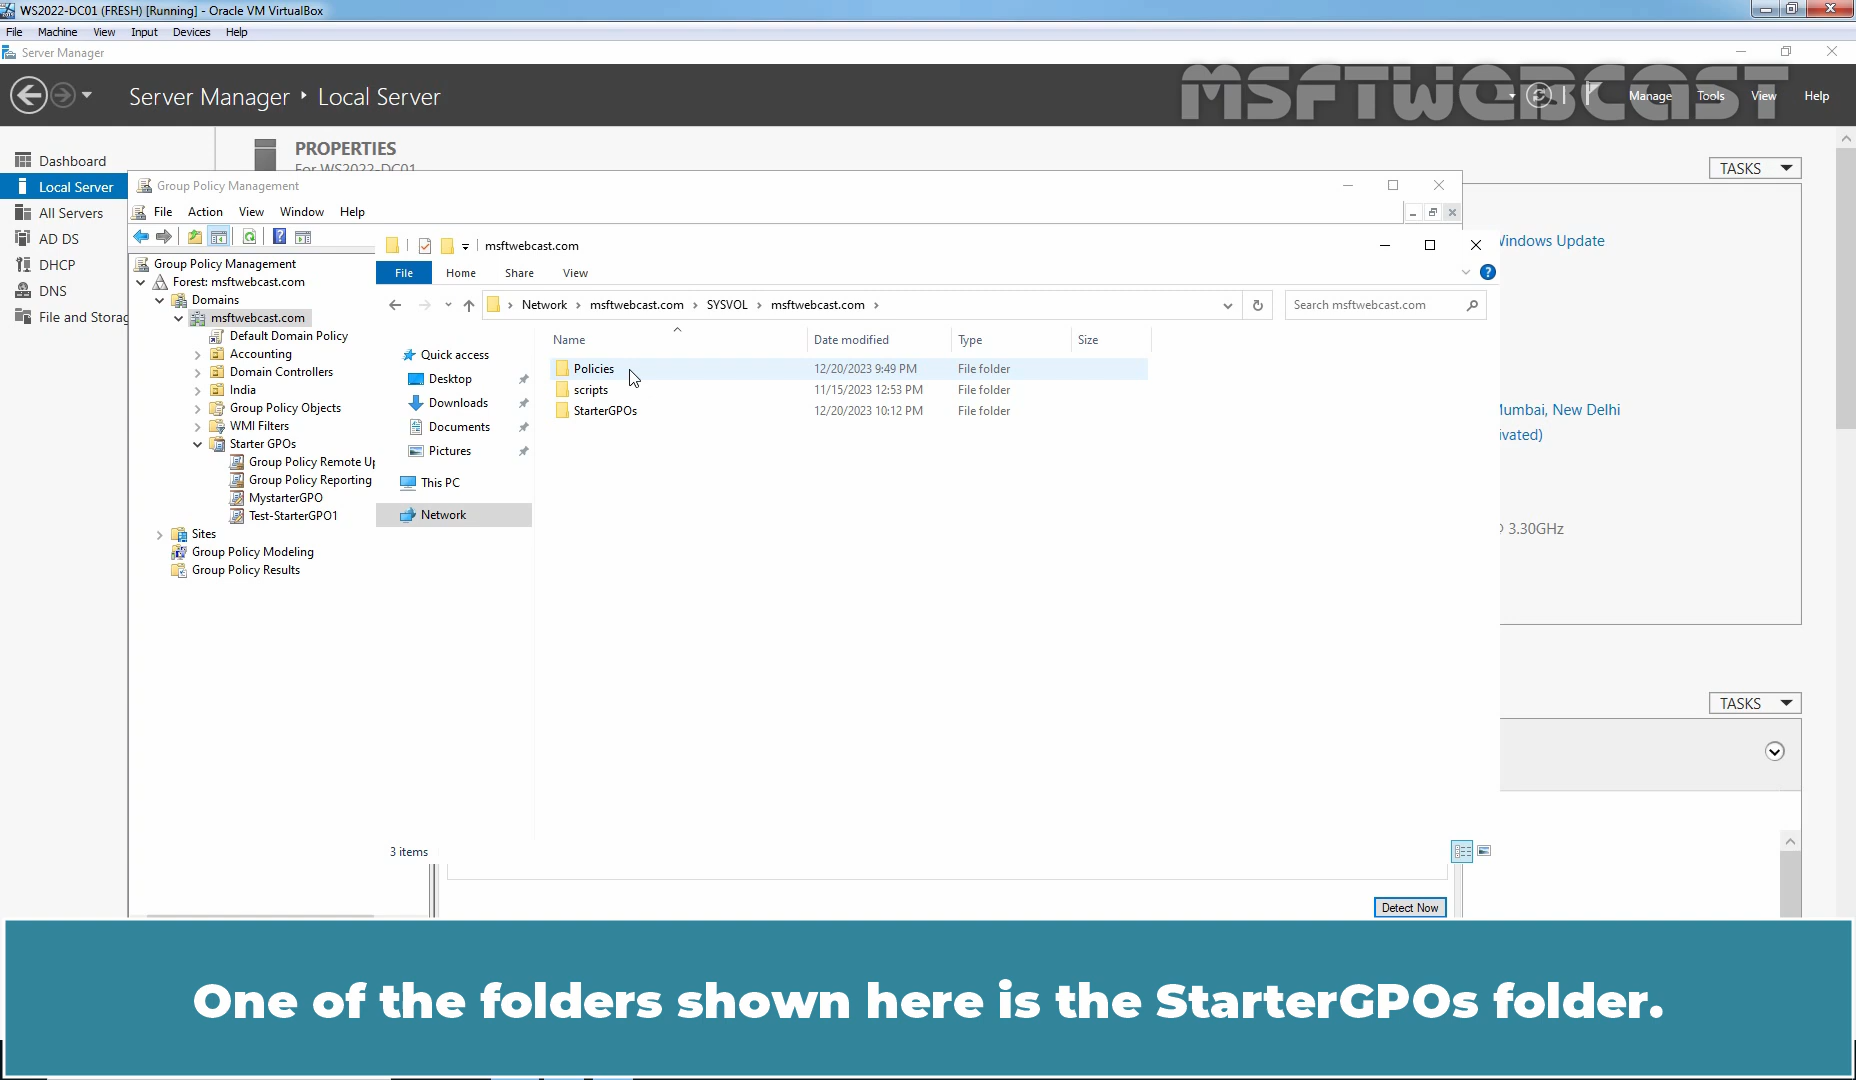 WS2022-DC01 (FRESH) [Running] - Oracle VM VirtualBox
File Machine View Input Devices Help
Server Manager
Server Manager ‣ Local Server
MSFTWEBCAST
Manage Tools View Help
Dashboard
Local Server
All Servers
AD DS
DHCP
DNS
File and Storag
PROPERTIES
For WS2022-DC01
TASKS
Group Policy Management
File Action View Window Help
Group Policy Management
Forest: msftwebcast.com
Domains
msftwebcast.com
Default Domain Policy
Accounting
Domain Controllers
India
Group Policy Objects
WMI Filters
Starter GPOs
Group Policy Remote Up
Group Policy Reporting
MystarterGPO
Test-StarterGPO1
Sites
Group Policy Modeling
Group Policy Results
msftwebcast.com
File Home Share View
Network › msftwebcast.com › SYSVOL › msftwebcast.com ›
Search msftwebcast.com
Quick access
Desktop
Downloads
Documents
Pictures
This PC
Network
Name Date modified Type Size
Policies 12/20/2023 9:49 PM File folder
scripts 11/15/2023 12:53 PM File folder
StarterGPOs 12/20/2023 10:12 PM File folder
3 items
Windows Update
Mumbai, New Delhi
ivated)
3.30GHz
TASKS
Detect Now
One of the folders shown here is the StarterGPOs folder.